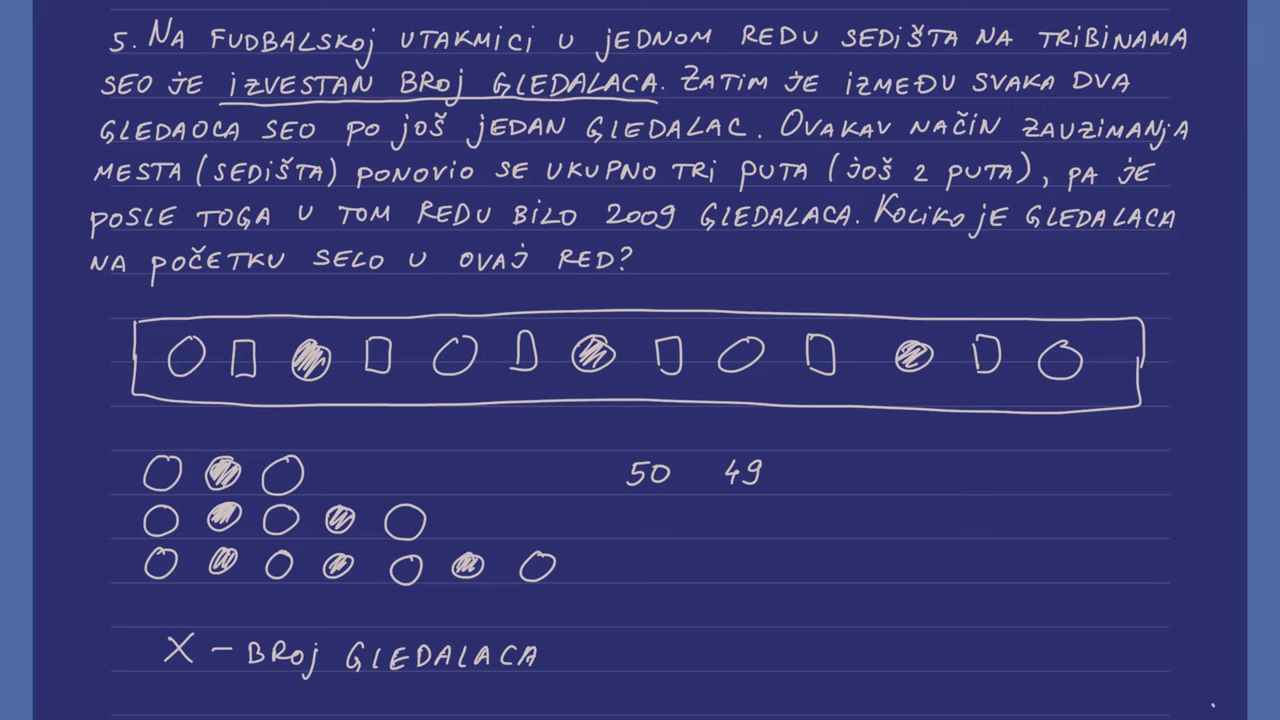 5. NA FUDBALSKOJ UTAKMICI U JEDNOM REDU SEDIŠTA NA TRIBINAMA
SEO JE IZVESTAN BROJ GLEDALACA. ZATIM JE IZMEĐU SVAKA DVA
GLEDAOCA SEO PO JOŠ JEDAN GLEDALAC. OVAKAV NAČIN ZAUZIMANJA
MESTA (SEDIŠTA) PONOVIO SE UKUPNO TRI PUTA (JOŠ 2 PUTA), PA JE
POSLE TOGA U TOM REDU BILO 2009 GLEDALACA. KOLIKO JE GLEDALACA
NA POČETKU SELO U OVAJ RED?
50 49
X - BROJ GLEDALACA